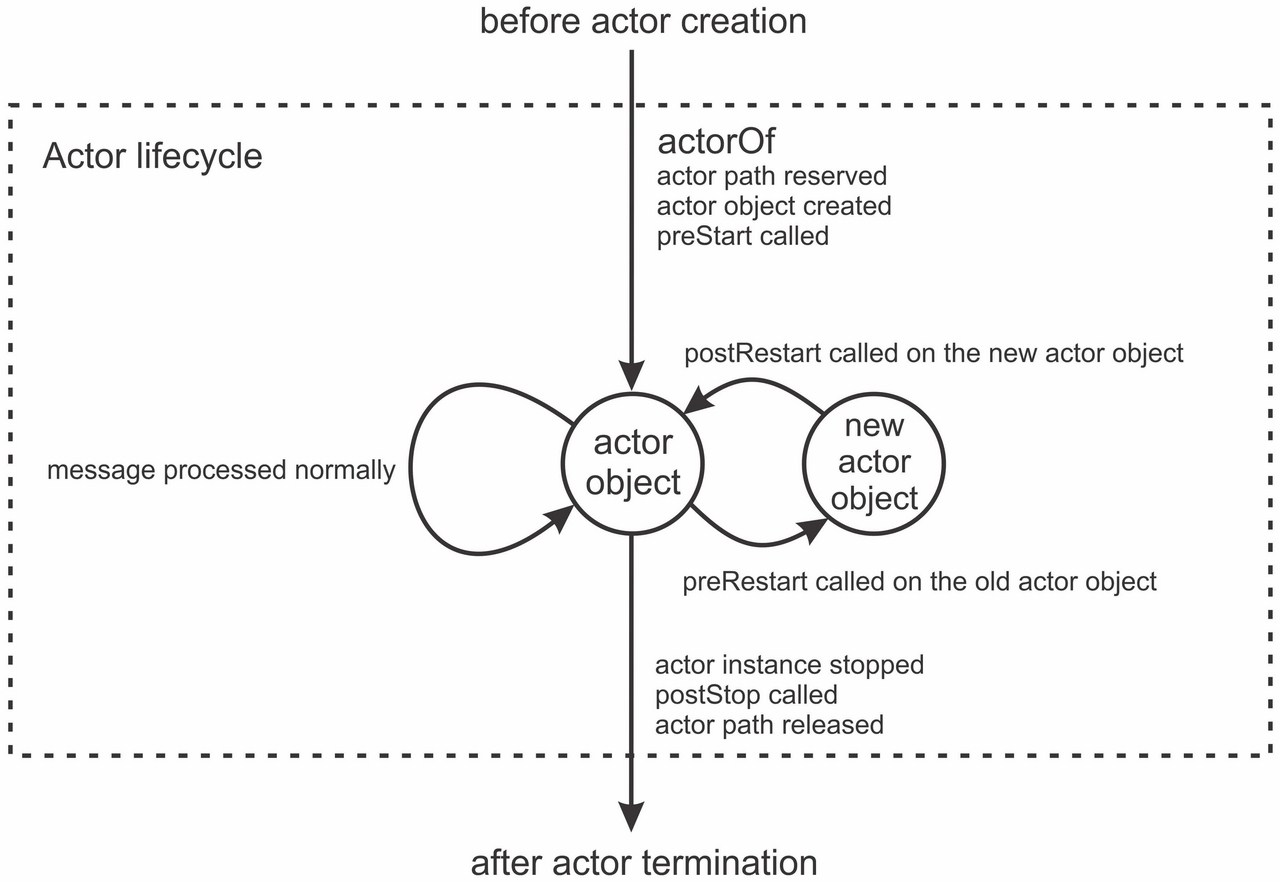 before actor creation
Actor lifecycle
actorOf
actor path reserved
actor object created
preStart called
postRestart called on the new actor object
message processed normally
actor
object
new
actor
object
preRestart called on the old actor object
actor instance stopped
postStop called
actor path released
after actor termination